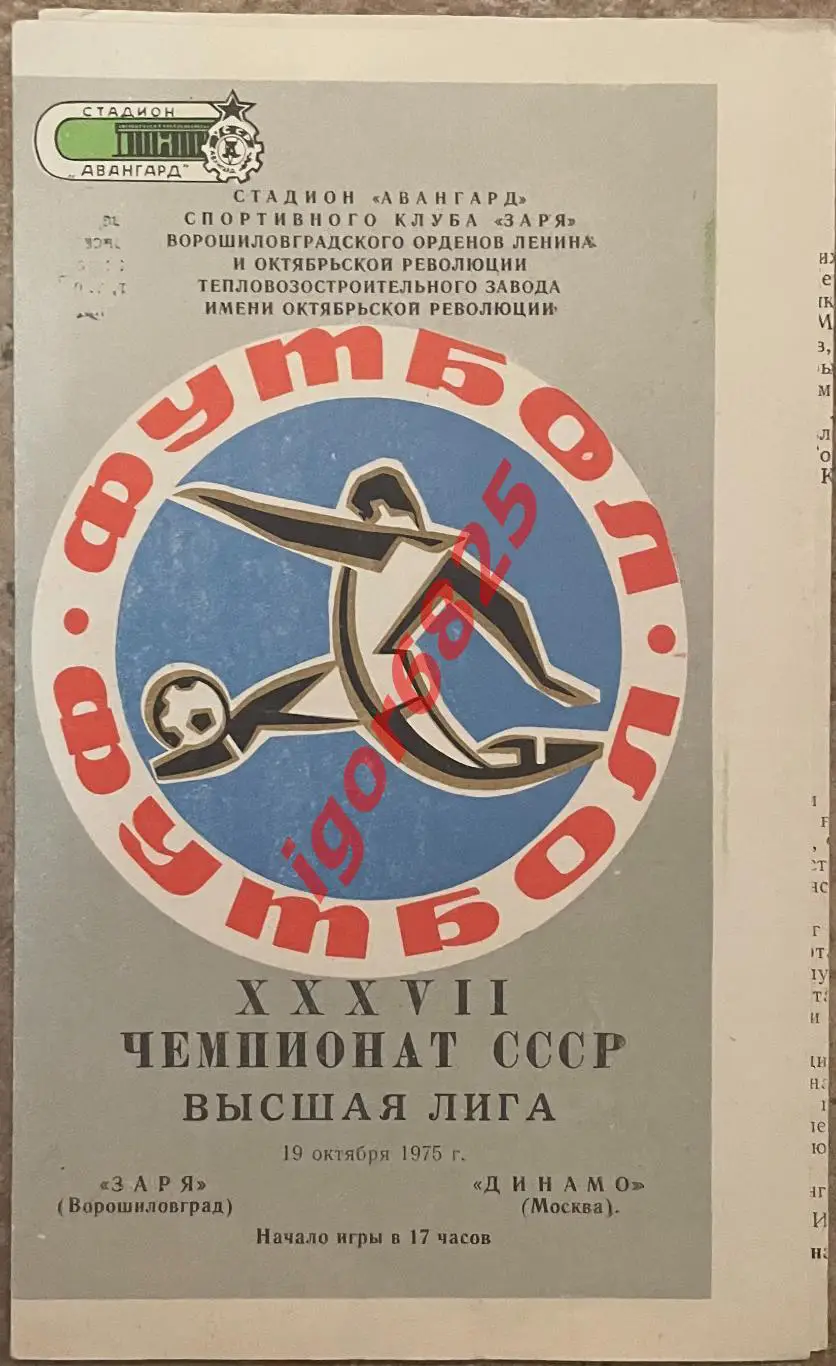 СТАДИОН
„АВАНГАРД"
СТАДИОН «АВАНГАРД»
СПОРТИВНОГО КЛУБА «ЗАРЯ»
ВОРОШИЛОВГРАДСКОГО ОРДЕНОВ ЛЕНИНА
И ОКТЯБРЬСКОЙ РЕВОЛЮЦИИ
ТЕПЛОВОЗОСТРОИТЕЛЬНОГО ЗАВОДА
ИМЕНИ ОКТЯБРЬСКОЙ РЕВОЛЮЦИИ
ФУТБОЛ • ФУТБОЛ •
igor6825
XXXVII
ЧЕМПИОНАТ СССР
ВЫСШАЯ ЛИГА
19 октября 1975 г.
«ЗАРЯ» «ДИНАМО»
(Ворошиловград) (Москва).
Начало игры в 17 часов